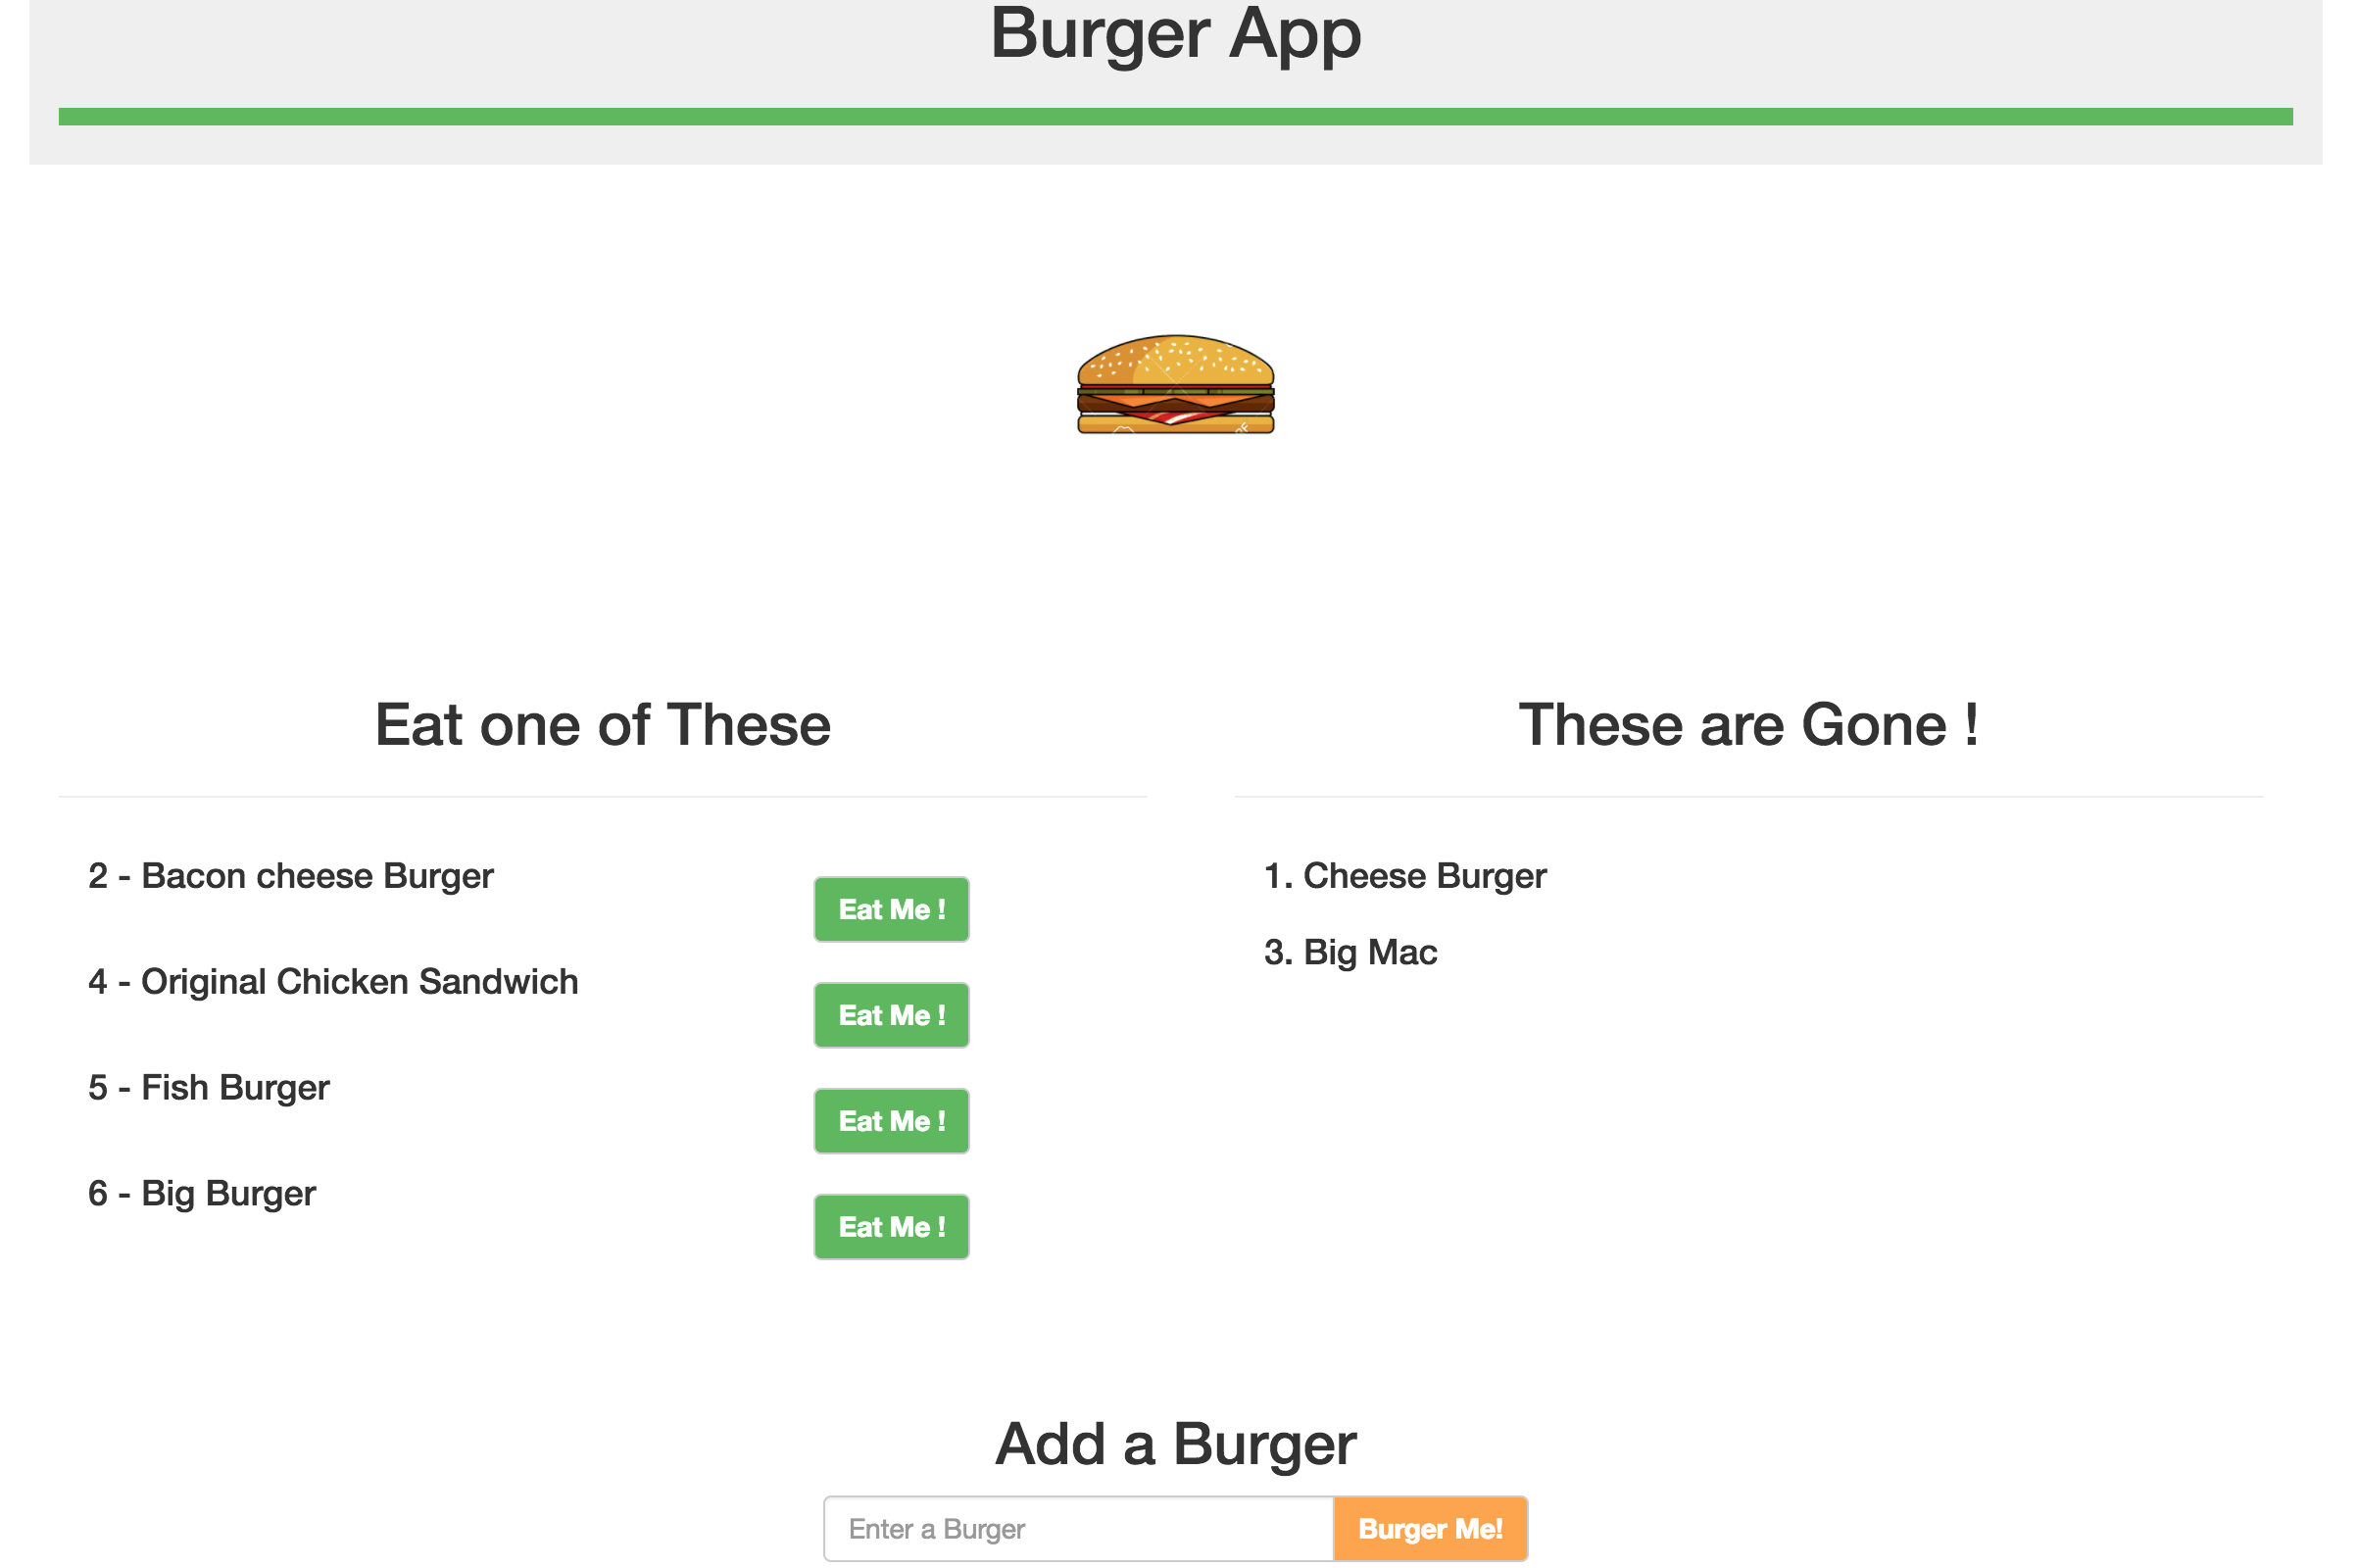 Burger App
Eat one of These
2 - Bacon cheese Burger
Eat Me !
4 - Original Chicken Sandwich
Eat Me !
5 - Fish Burger
Eat Me !
6 - Big Burger
Eat Me !
These are Gone !
1. Cheese Burger
3. Big Mac
Add a Burger
Enter a Burger
Burger Me!